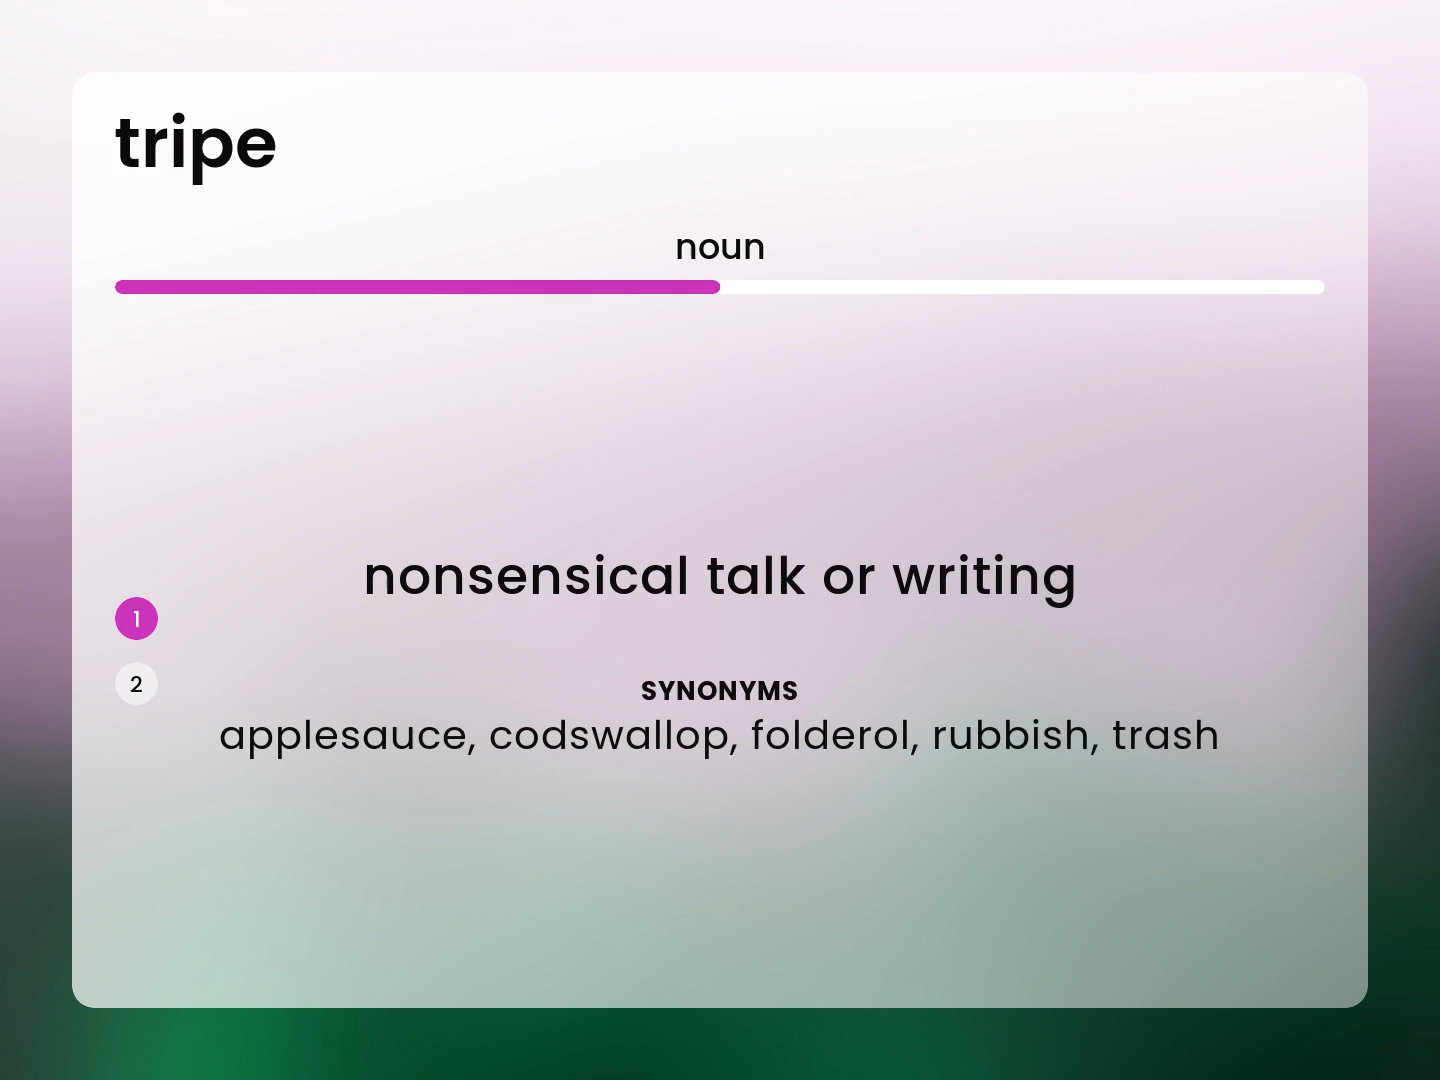 tripe
noun
nonsensical talk or writing
1
2
SYNONYMS
applesauce, codswallop, folderol, rubbish, trash